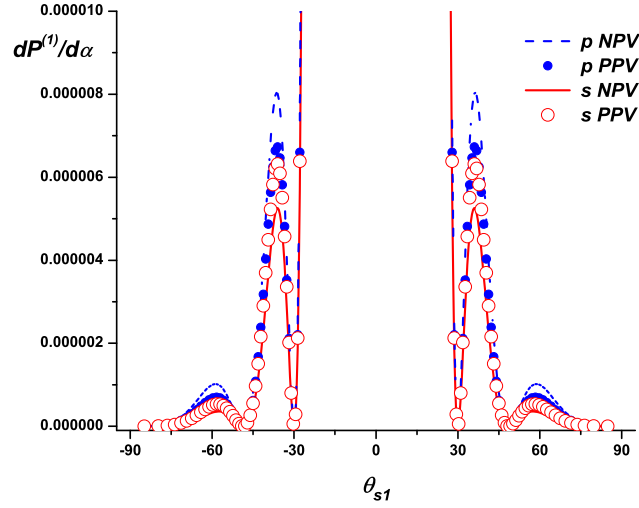 0.000010
dP(1)/dα
0.000008
0.000006
0.000004
0.000002
0.000000
p NPV
p PPV
s NPV
s PPV
-90 -60 -30 0 30 60 90
θs1